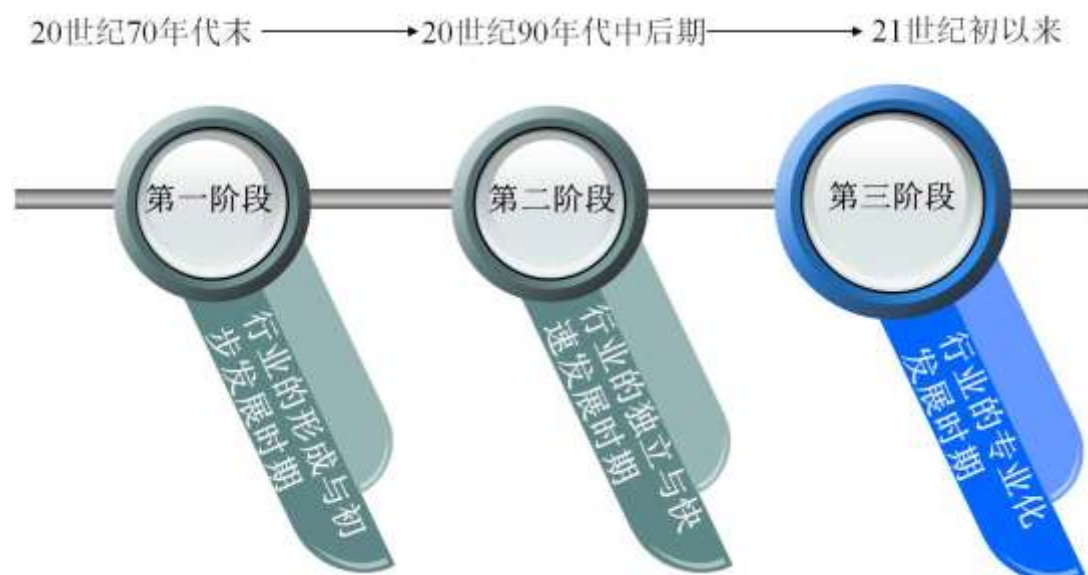 20世纪70年代末 20世纪90年代中后期 21世纪初以来
第一阶段 第二阶段 第三阶段
行业的形成与初
步发展时期
行业的独立与快
速发展时期
行业的专业化
发展时期